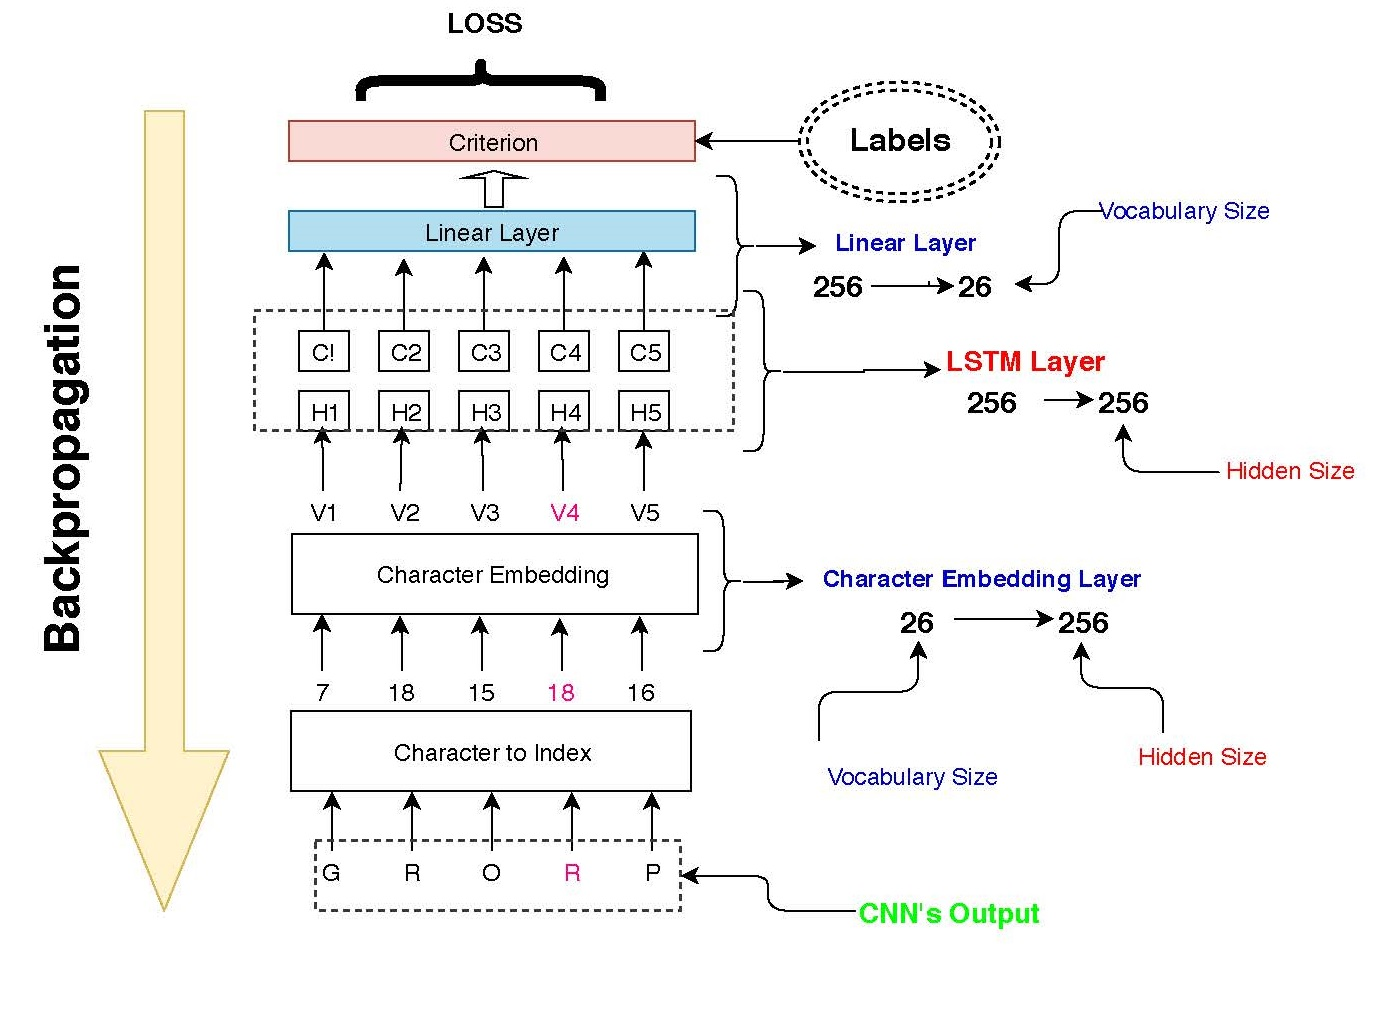 LOSS
Criterion
Labels
Linear Layer
Vocabulary Size
Linear Layer
256 26
C! C2 C3 C4 C5
LSTM Layer
H1 H2 H3 H4 H5
256 256
Hidden Size
V1 V2 V3 V4 V5
Character Embedding
Character Embedding Layer
26 256
7 18 15 18 16
Character to Index
Hidden Size
Vocabulary Size
G R O R P
CNN's Output
Backpropagation